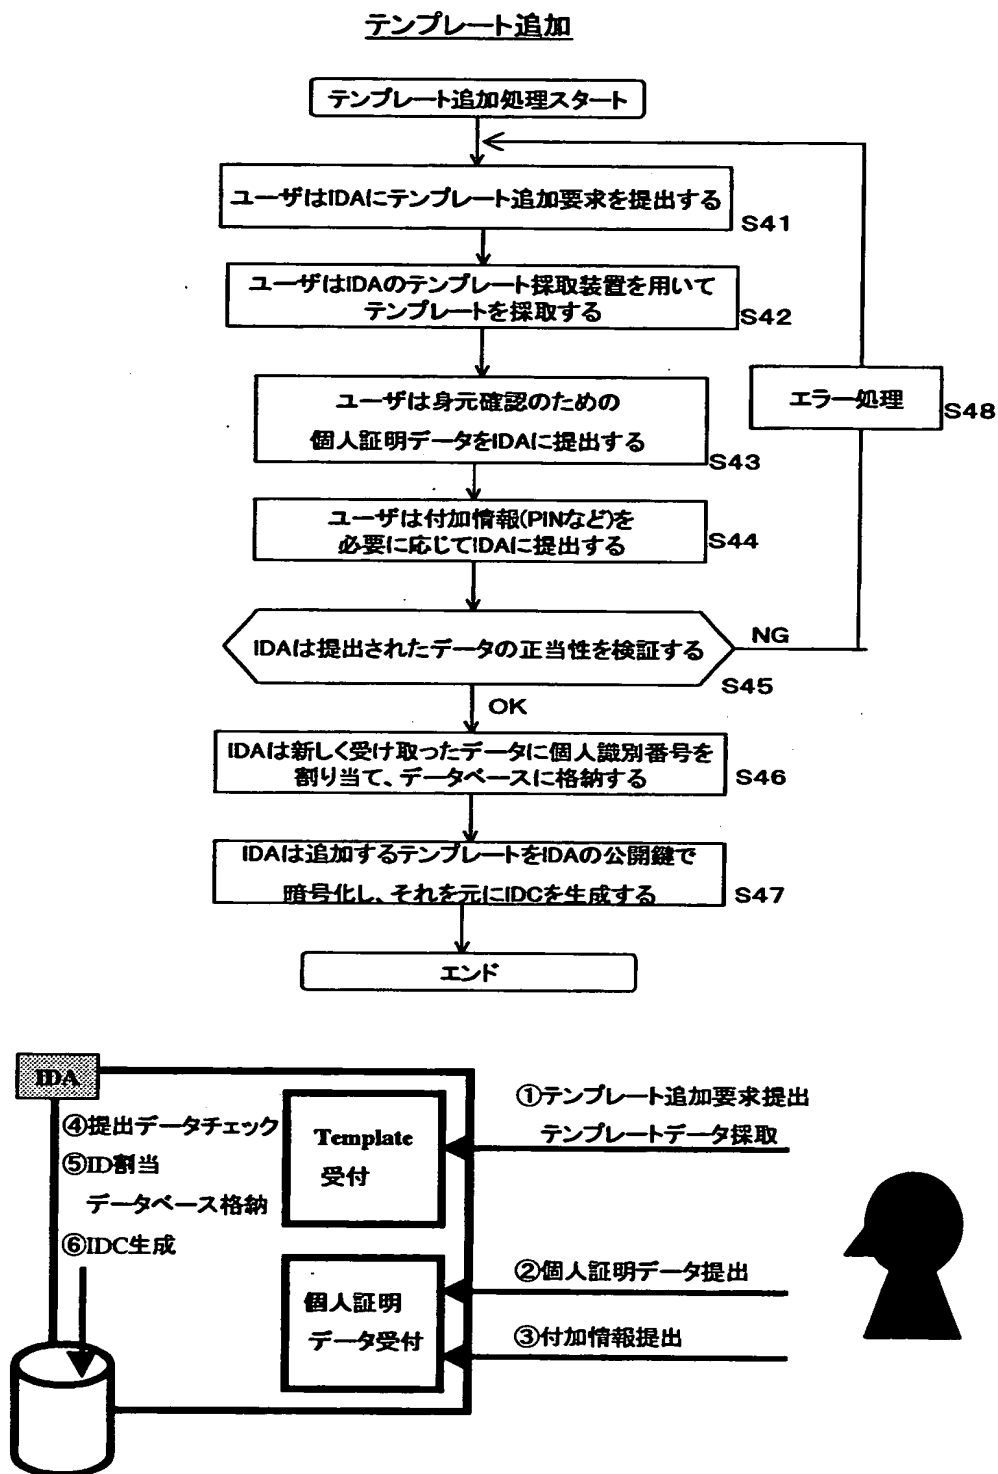 テンプレート追加
テンプレート追加処理スタート
ユーザはIDAにテンプレート追加要求を提出する
S41
ユーザはIDAのテンプレート採取装置を用いて
テンプレートを採取する
S42
ユーザは身元確認のための
個人証明データをIDAに提出する
S43
エラー処理
S48
ユーザは付加情報(PINなど)を
必要に応じてIDAに提出する
S44
IDAは提出されたデータの正当性を検証する
NG
S45
OK
IDAは新しく受け取ったデータに個人識別番号を
割り当て、データベースに格納する
S46
IDAは追加するテンプレートをIDAの公開鍵で
暗号化し、それを元にIDCを生成する
S47
エンド
IDA
④提出データチェック
⑤ID割当
データベース格納
⑥IDC生成
Template
受付
個人証明
データ受付
①テンプレート追加要求提出
テンプレートデータ採取
②個人証明データ提出
③付加情報提出